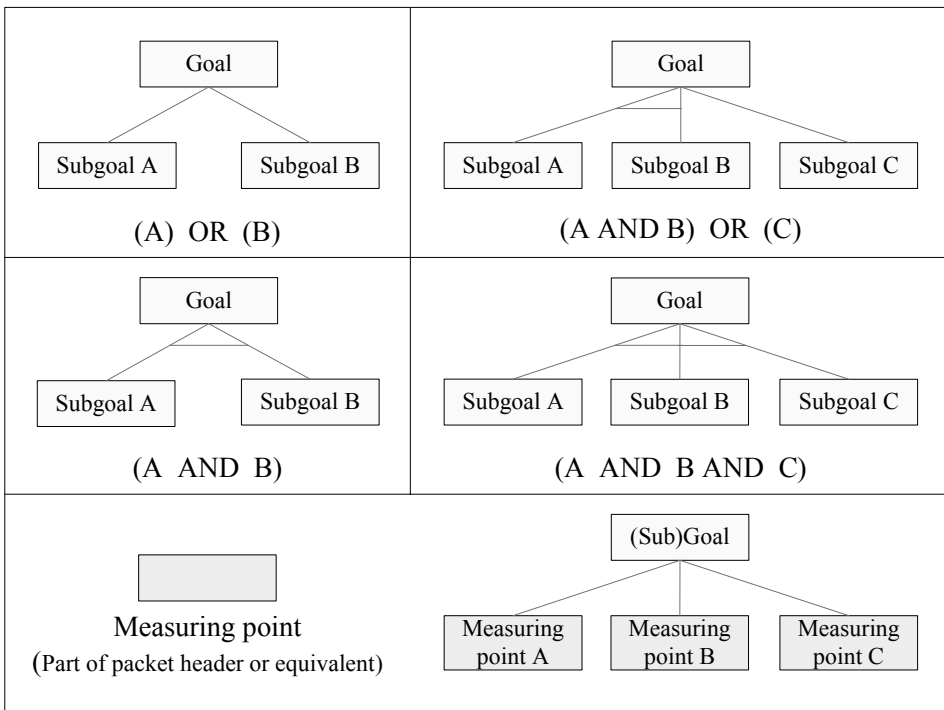 Goal
Subgoal A
Subgoal B
(A) OR (B)
Goal
Subgoal A
Subgoal B
Subgoal C
(A AND B) OR (C)
Goal
Subgoal A
Subgoal B
(A AND B)
Goal
Subgoal A
Subgoal B
Subgoal C
(A AND B AND C)
Measuring point
(Part of packet header or equivalent)
(Sub)Goal
Measuring
point A
Measuring
point B
Measuring
point C